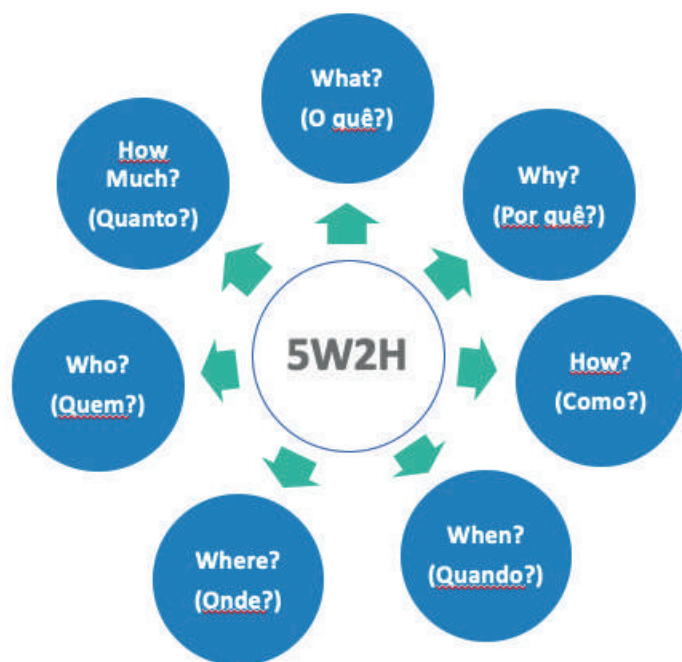 What?
(O quê?)
Why?
(Por quê?)
How?
(Como?)
When?
(Quando?)
Where?
(Onde?)
Who?
(Quem?)
How
Much?
(Quanto?)
5W2H